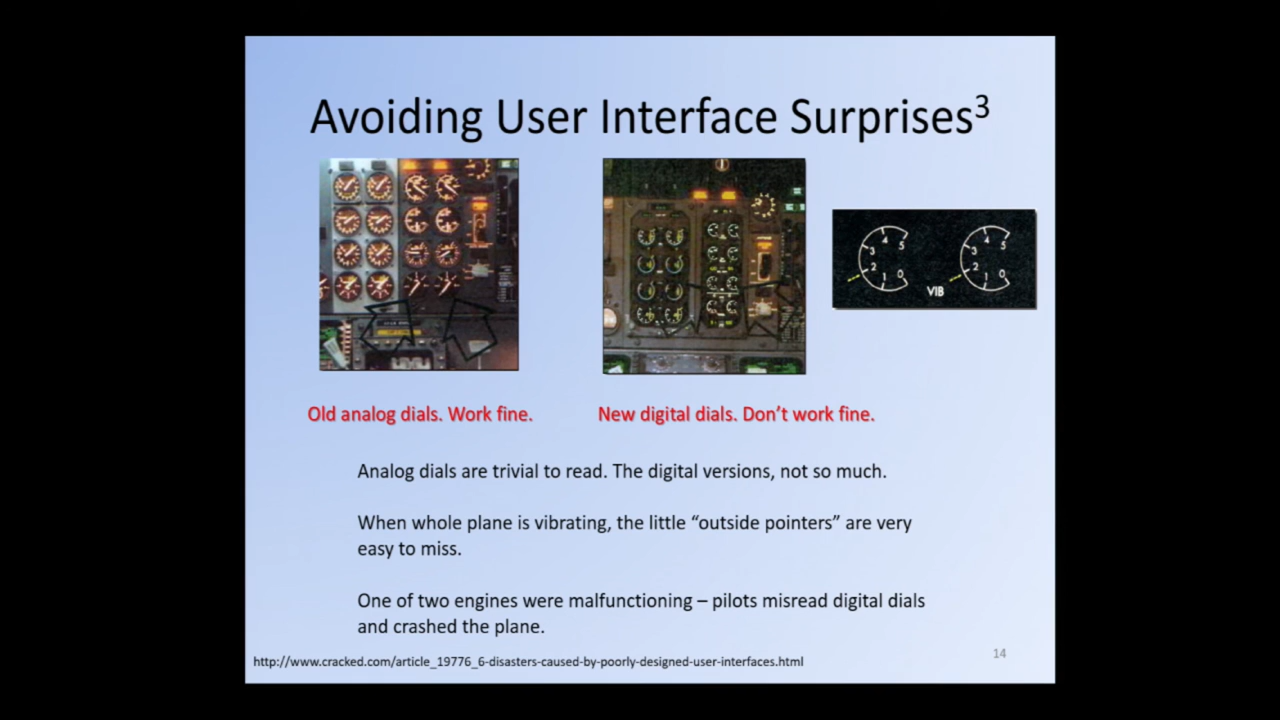 Avoiding User Interface Surprises3
4
5
3
2
1
0
VIB
4
5
3
2
1
0
Old analog dials. Work fine.
New digital dials. Don't work fine.
Analog dials are trivial to read. The digital versions, not so much.
When whole plane is vibrating, the little “outside pointers” are very
easy to miss.
One of two engines were malfunctioning – pilots misread digital dials
and crashed the plane.
14
http://www.cracked.com/article_19776_6-disasters-caused-by-poorly-designed-user-interfaces.html